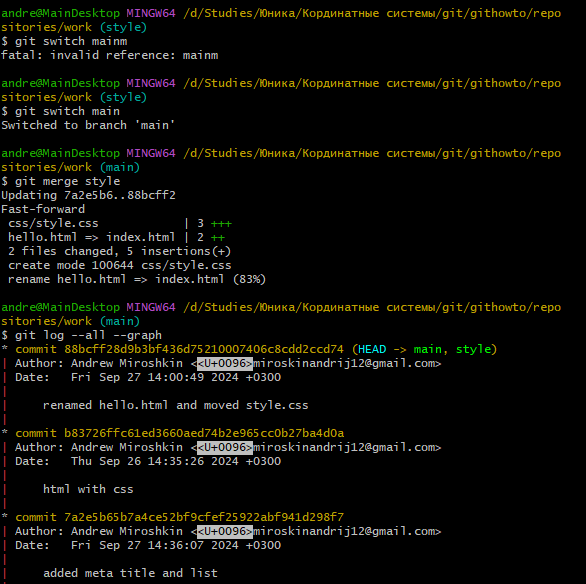 andre@MainDesktop MINGW64 /d/Studies/Юника/Кординатные системы/git/githowto/repo
sitories/work (style)
$ git switch mainm
fatal: invalid reference: mainm
andre@MainDesktop MINGW64 /d/Studies/Юника/Кординатные системы/git/githowto/repo
sitories/work (style)
$ git switch main
Switched to branch 'main'
andre@MainDesktop MINGW64 /d/Studies/Юника/Кординатные системы/git/githowto/repo
sitories/work (main)
$ git merge style
Updating 7a2e5b6..88bcff2
Fast-forward
 css/style.css            | 3 +++
 hello.html => index.html | 2 ++
 2 files changed, 5 insertions(+)
 create mode 100644 css/style.css
 rename hello.html => index.html (83%)
andre@MainDesktop MINGW64 /d/Studies/Юника/Кординатные системы/git/githowto/repo
sitories/work (main)
$ git log --all --graph
* commit 88bcff28d9b3bf436d75210007406c8cdd2ccd74 (HEAD -> main, style)
| Author: Andrew Miroshkin <<U+0096>miroskinandrij12@gmail.com>
| Date:   Fri Sep 27 14:00:49 2024 +0300
|
|     renamed hello.html and moved style.css
|
* commit b83726ffc61ed3660aed74b2e965cc0b27ba4d0a
| Author: Andrew Miroshkin <<U+0096>miroskinandrij12@gmail.com>
| Date:   Thu Sep 26 14:35:26 2024 +0300
|
|     html with css
|
* commit 7a2e5b65b7a4ce52bf9cfef25922abf941d298f7
| Author: Andrew Miroshkin <<U+0096>miroskinandrij12@gmail.com>
| Date:   Fri Sep 27 14:36:07 2024 +0300
|
|     added meta title and list